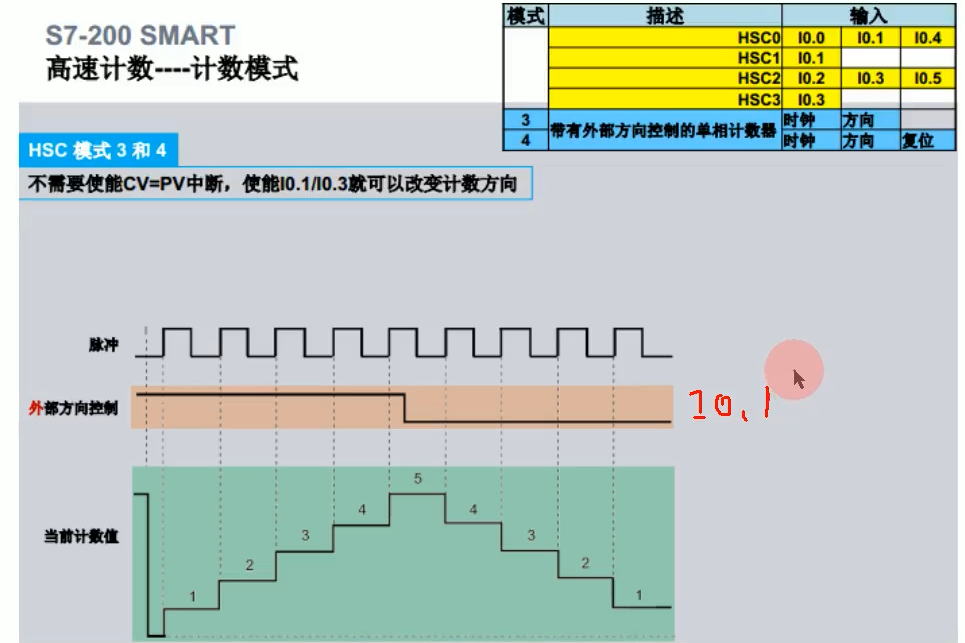 S7-200 SMART
高速计数----计数模式
模式 描述 输入
HSC0 I0.0 I0.1 I0.4
HSC1 I0.1
HSC2 I0.2 I0.3 I0.5
HSC3 I0.3
3 带有外部方向控制的单相计数器 时钟 方向
4 时钟 方向 复位
HSC 模式 3 和 4
不需要使能CV=PV中断，使能I0.1/I0.3就可以改变计数方向
脉冲
外部方向控制
I0.1
当前计数值
1 2 3 4 5 4 3 2 1